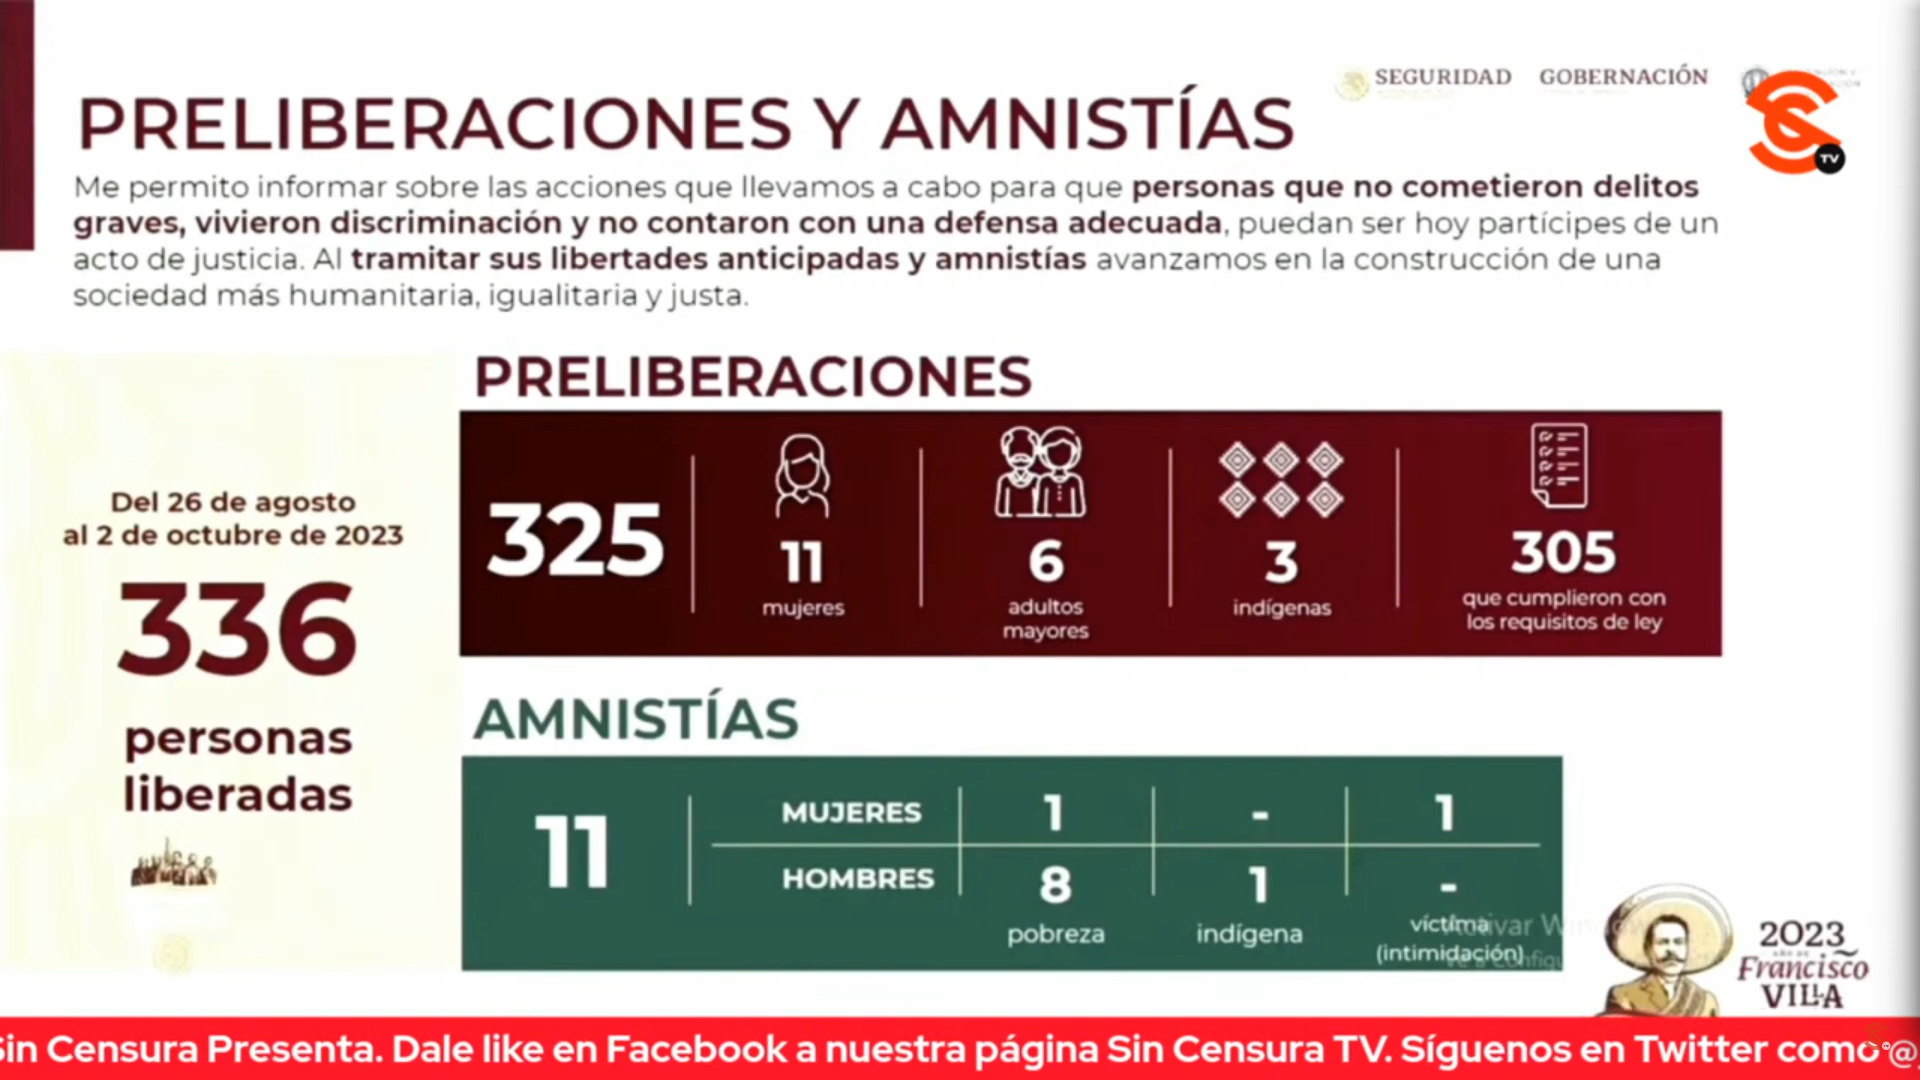 SEGURIDAD GOBERNACIÓN
PRELIBERACIONES Y AMNISTÍAS
TV
Me permito informar sobre las acciones que llevamos a cabo para que personas que no cometieron delitos
graves, vivieron discriminación y no contaron con una defensa adecuada, puedan ser hoy partícipes de un
acto de justicia. Al tramitar sus libertades anticipadas y amnistías avanzamos en la construcción de una
sociedad más humanitaria, igualitaria y justa.
Del 26 de agosto
al 2 de octubre de 2023
336
personas
liberadas
PRELIBERACIONES
325
11
mujeres
6
adultos
mayores
3
indígenas
305
que cumplieron con
los requisitos de ley
AMNISTÍAS
11
MUJERES 1 - 1
HOMBRES 8 1 -
pobreza indígena víctima
(intimidación)
Activar Windows
2023
AÑO DE
Francisco
VILLA
Sin Censura Presenta. Dale like en Facebook a nuestra página Sin Censura TV. Síguenos en Twitter como @